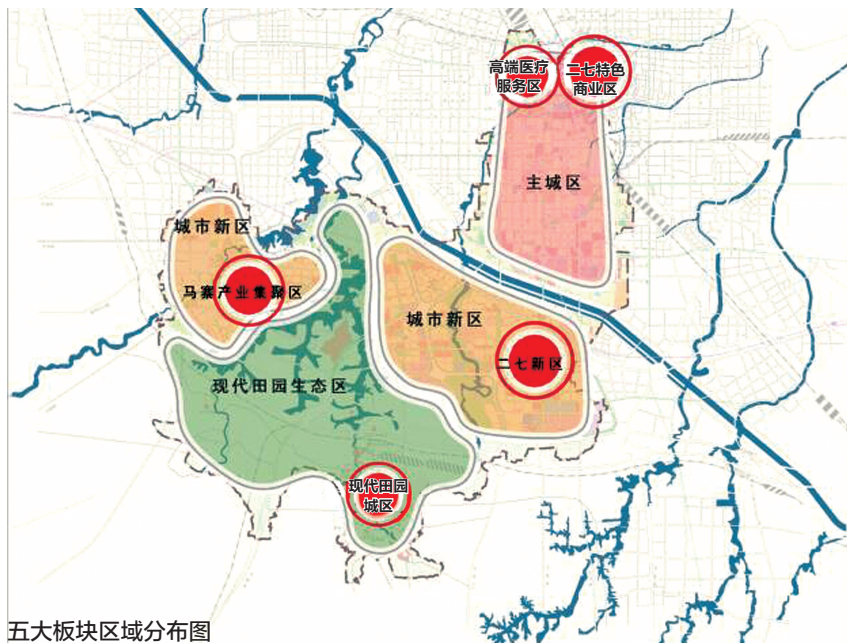 高端医疗
服务区
二七特色
商业区
主城区
城市新区
马寨产业集聚区
城市新区
二七新区
现代田园生态区
现代田园
城区
五大板块区域分布图